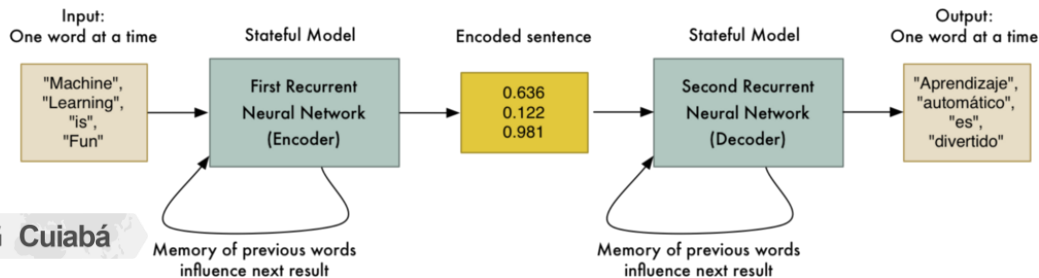 Input:
One word at a time
"Machine",
"Learning",
"is",
"Fun"
Stateful Model
First Recurrent
Neural Network
(Encoder)
Memory of previous words
influence next result
Encoded sentence
0.636
0.122
0.981
Stateful Model
Second Recurrent
Neural Network
(Decoder)
Memory of previous words
influence next result
Output:
One word at a time
"Aprendizaje",
"automático",
"es",
"divertido"
Cuiabá